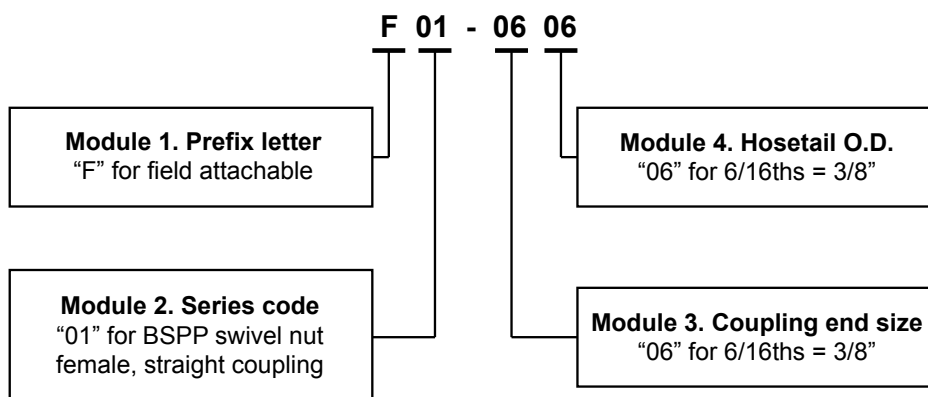 F 01 - 06 06
Module 1. Prefix letter
“F” for field attachable
Module 4. Hosetail O.D.
“06” for 6/16ths = 3/8”
Module 2. Series code
“01” for BSPP swivel nut
female, straight coupling
Module 3. Coupling end size
“06” for 6/16ths = 3/8”